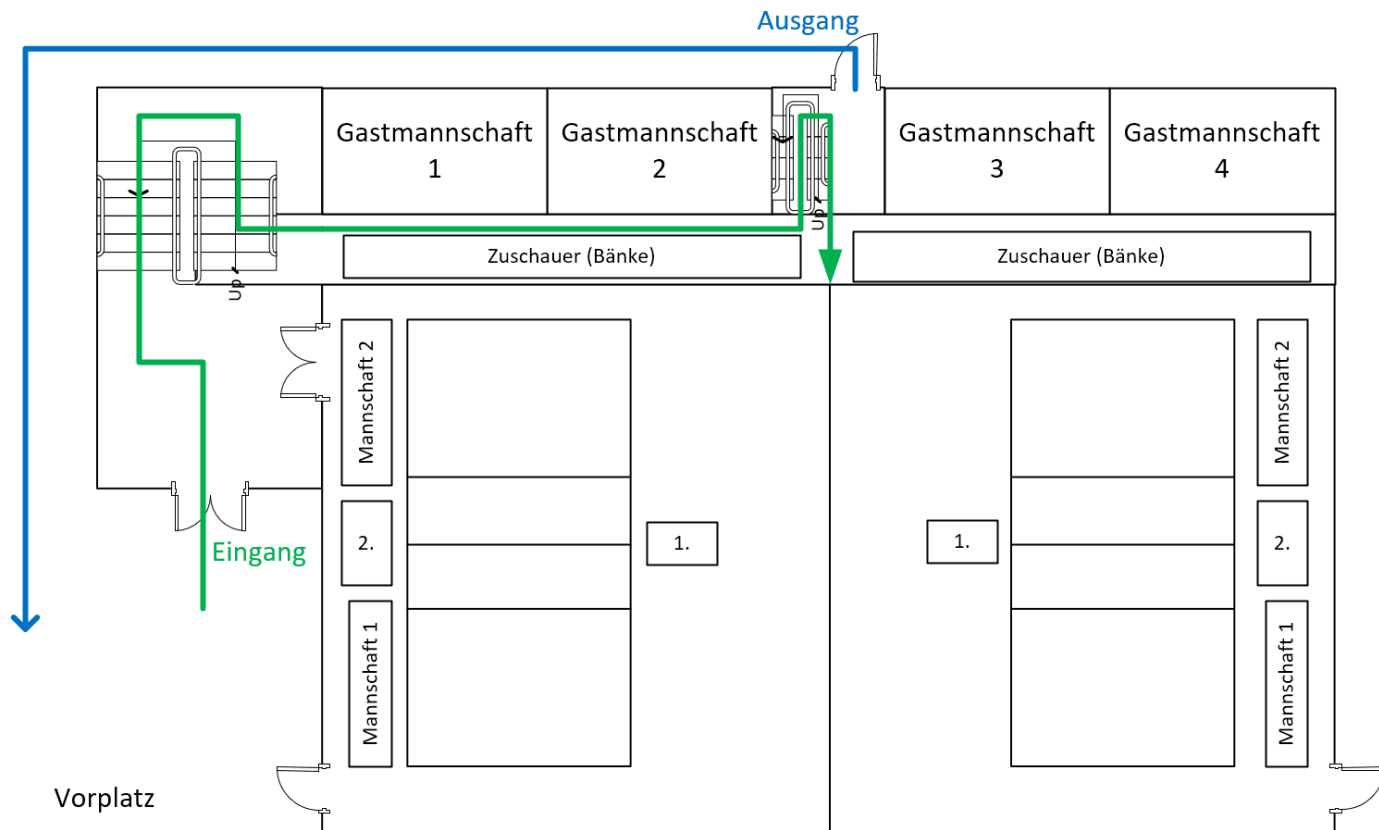 Ausgang
Gastmannschaft
1
Gastmannschaft
2
Gastmannschaft
3
Gastmannschaft
4
Up
Up
Zuschauer (Bänke)
Zuschauer (Bänke)
Mannschaft 2
Mannschaft 2
2.
1.
1.
2.
Eingang
Mannschaft 1
Mannschaft 1
Vorplatz